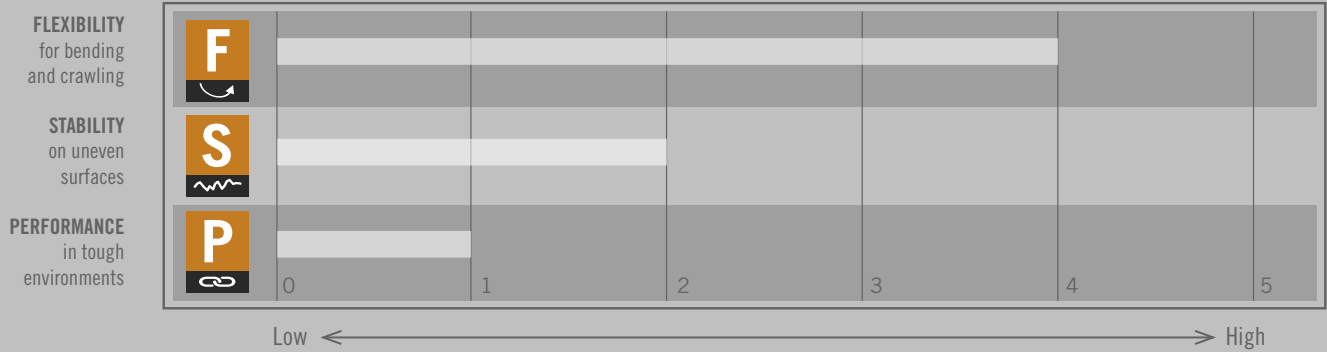 FLEXIBILITY
for bending
and crawling
F
STABILITY
on uneven
surfaces
S
PERFORMANCE
in tough
environments
P
0 1 2 3 4 5
Low High